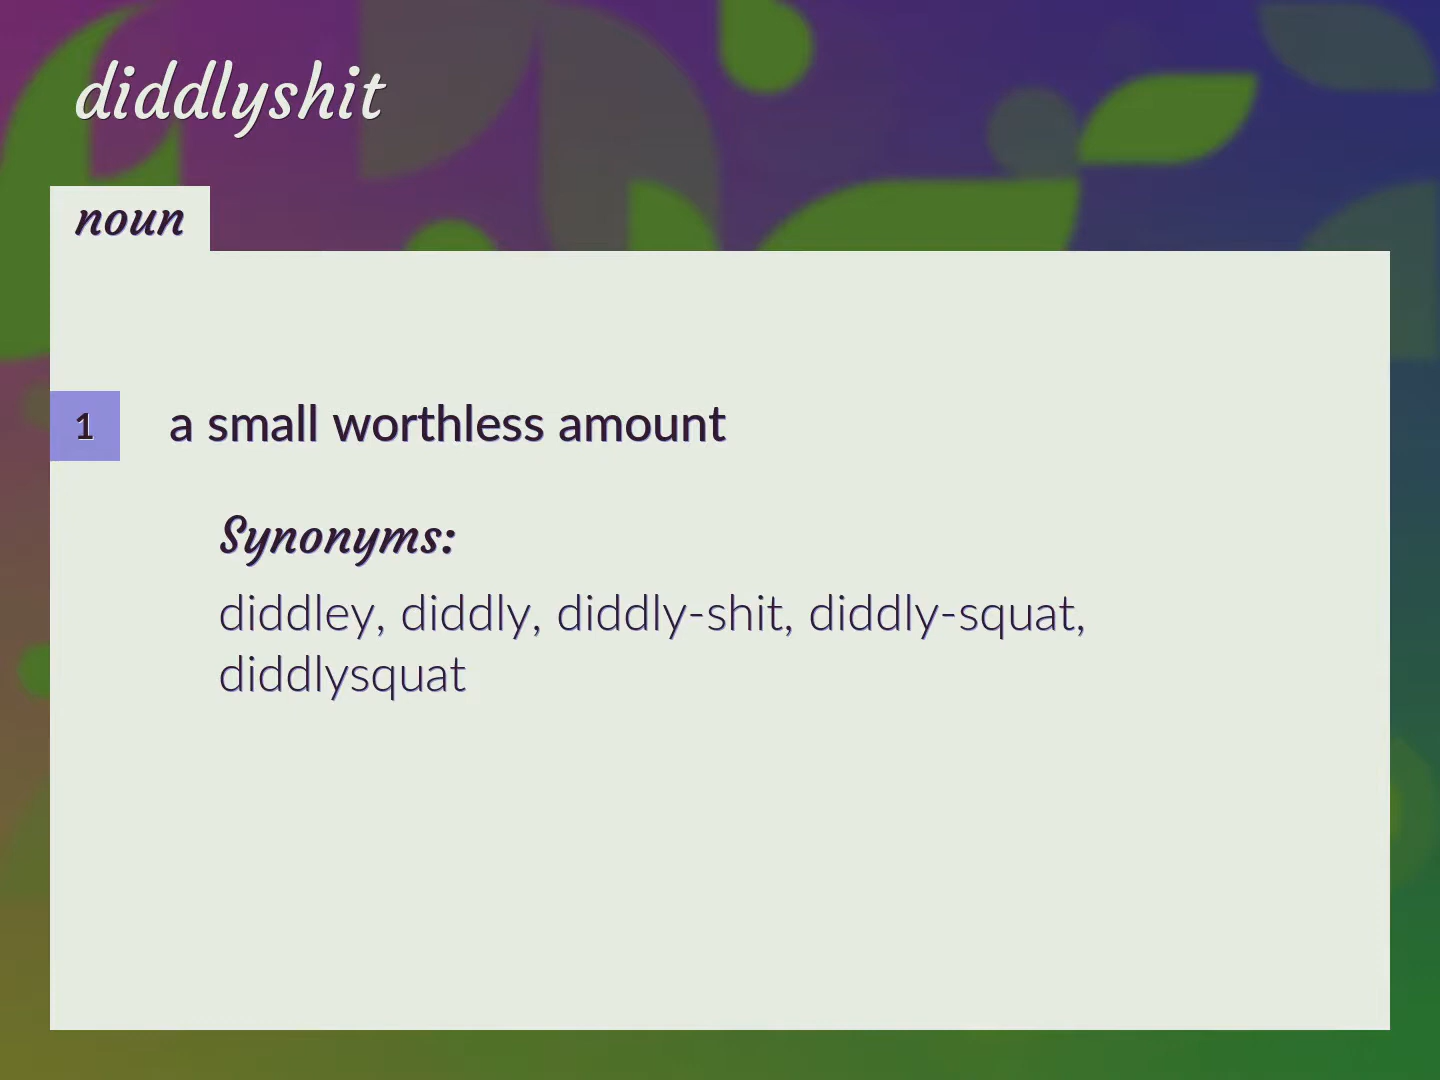 diddlyshit
noun
1 a small worthless amount
Synonyms:
diddley, diddly, diddly-shit, diddly-squat,
diddlysquat